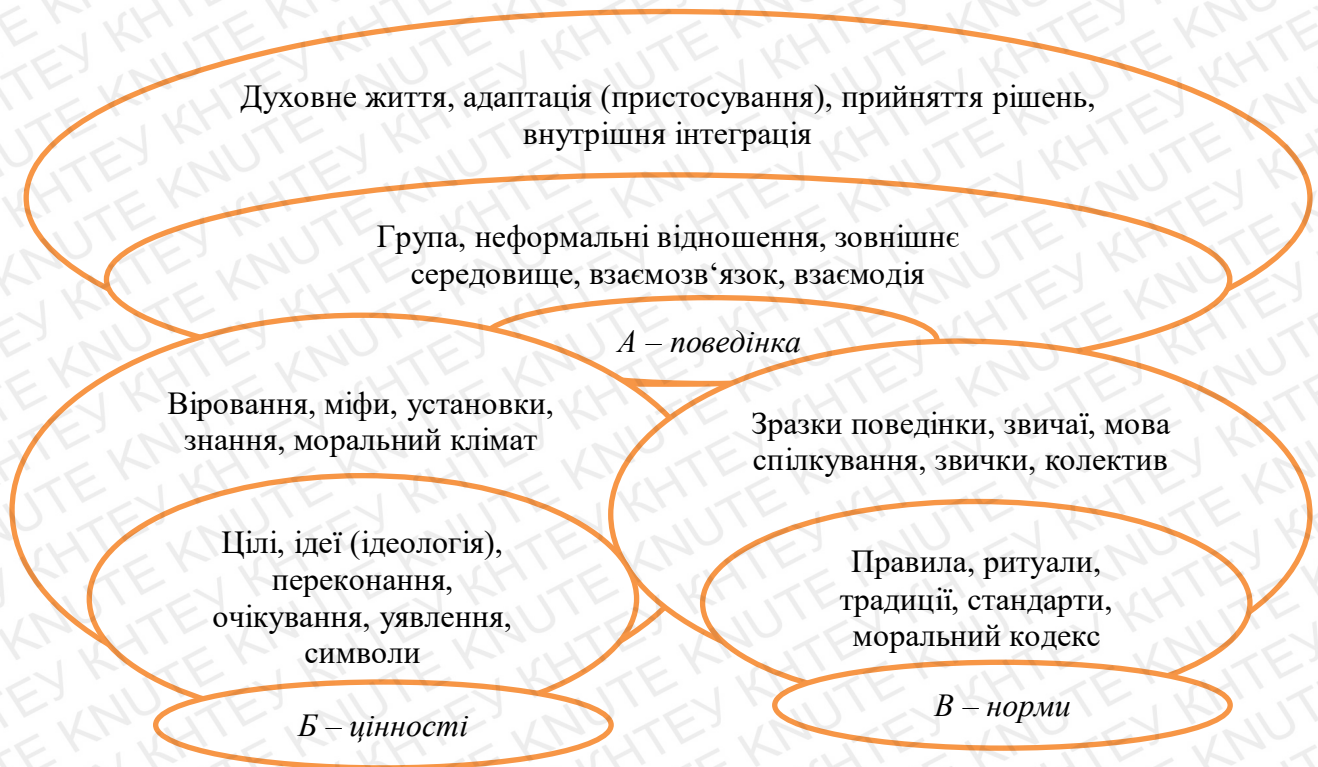 Духовне життя, адаптація (пристосування), прийняття рішень,
внутрішня інтеграція
Група, неформальні відношення, зовнішнє
середовище, взаємозв‘язок, взаємодія
А – поведінка
Вірування, міфи, установки,
знання, моральний клімат
Зразки поведінки, звичаї, мова
спілкування, звички, колектив
Цілі, ідеї (ідеологія),
переконання,
очікування, уявлення,
символи
Правила, ритуали,
традиції, стандарти,
моральний кодекс
Б – цінності
В – норми